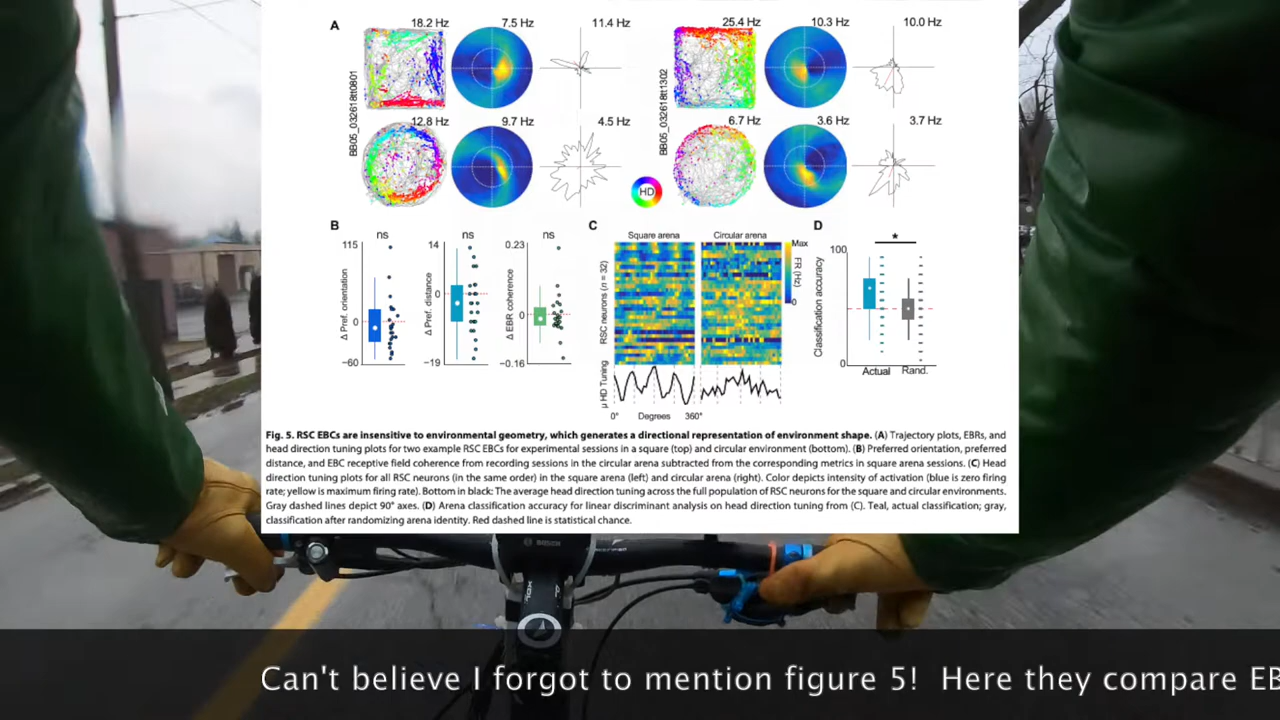 A
18.2 Hz 7.5 Hz 11.4 Hz 25.4 Hz 10.3 Hz 10.0 Hz
BB05_032618tt0801
BB05_032618tt1302
12.8 Hz 9.7 Hz 4.5 Hz 6.7 Hz 3.6 Hz 3.7 Hz
HD
B
ns ns ns
115
Δ Pref. orientation
0
-60
14
Δ Pref. distance
0
-19
0.23
Δ EBR coherence
0
-0.16
C
Square arena Circular arena
RSC neurons (n = 32)
Max
FR (Hz)
0
μ HD Tuning
0° Degrees 360°
D
*
100
Classification accuracy
0
Actual Rand.
Fig. 5. RSC EBCs are insensitive to environmental geometry, which generates a directional representation of environment shape. (A) Trajectory plots, EBRs, and
head direction tuning plots for two example RSC EBCs for experimental sessions in a square (top) and circular environment (bottom). (B) Preferred orientation, preferred
distance, and EBC receptive field coherence from recording sessions in the circular arena subtracted from the corresponding metrics in square arena sessions. (C) Head
direction tuning plots for all RSC neurons (in the same order) in the square arena (left) and circular arena (right). Color depicts intensity of activation (blue is zero firing
rate; yellow is maximum firing rate). Bottom in black: The average head direction tuning across the full population of RSC neurons for the square and circular environments.
Gray dashed lines depict 90° axes. (D) Arena classification accuracy for linear discriminant analysis on head direction tuning from (C). Teal, actual classification; gray,
classification after randomizing arena identity. Red dashed line is statistical chance.
BOSCH
Can't believe I forgot to mention figure 5! Here they compare EB